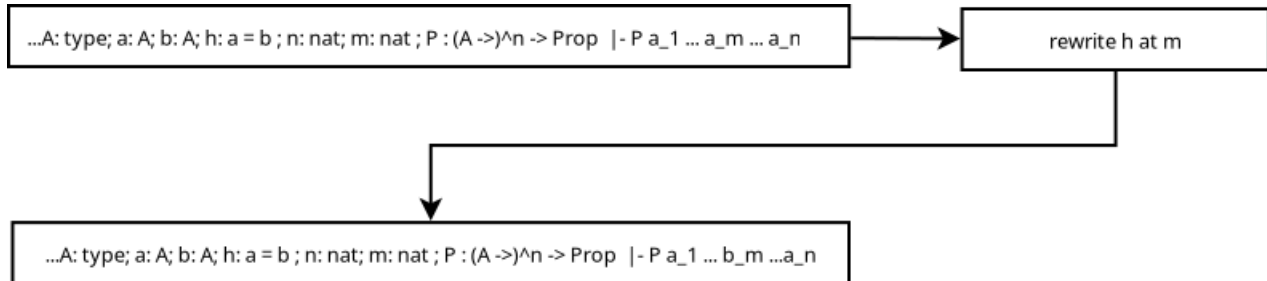 ...A: type; a: A; b: A; h: a = b ; n: nat; m: nat ; P : (A ->)^n -> Prop |- P a_1 ... a_m ... a_n
rewrite h at m
...A: type; a: A; b: A; h: a = b ; n: nat; m: nat ; P : (A ->)^n -> Prop |- P a_1 ... b_m ...a_n